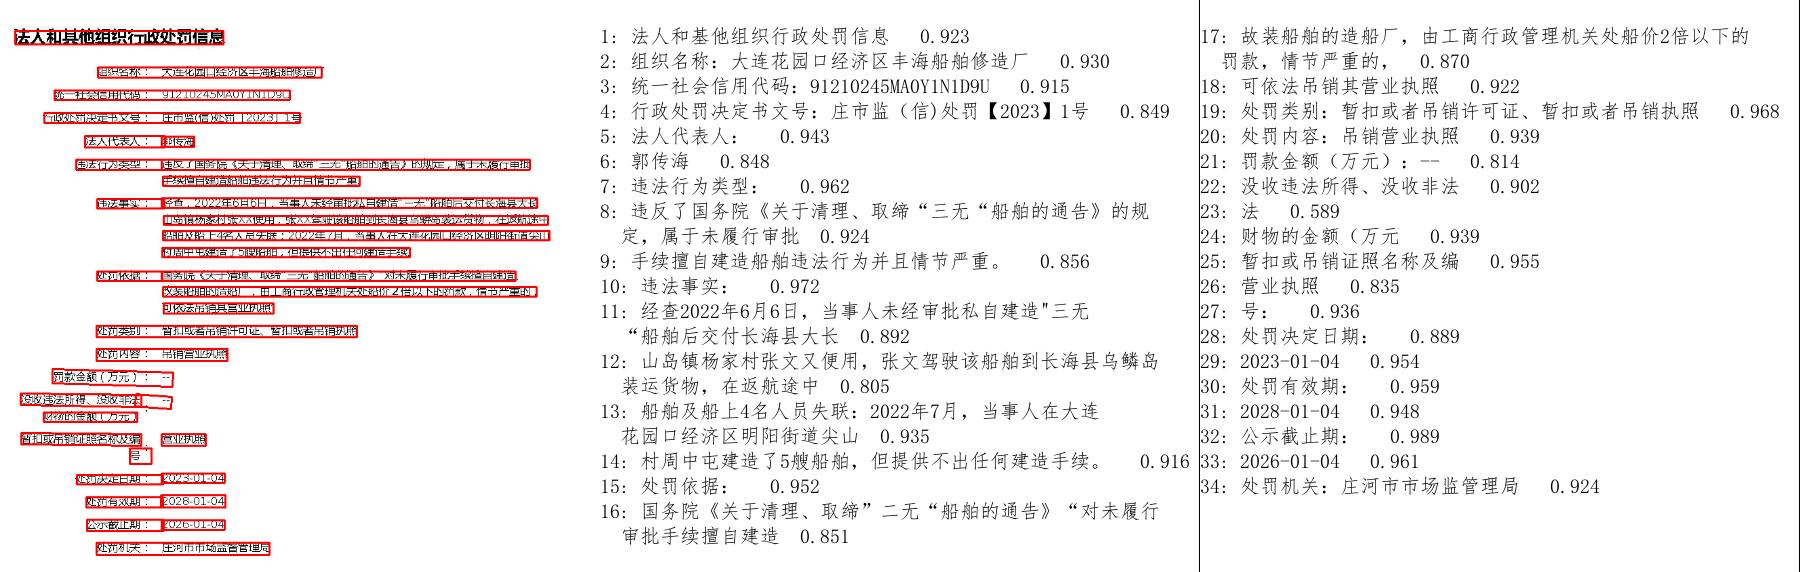 法人和其他组织行政处罚信息
组织名称： 大连花园口经济区丰海船舶修造厂
统一社会信用代码： 91210245MA0Y1N1D9U
行政处罚决定书文号： 庄市监(信)处罚【2023】1号
法人代表人： 郭传海
违法行为类型： 违反了国务院《关于清理、取缔“三无”船舶的通告》的规定，属于未履行审批
手续擅自建造船舶违法行为并且情节严重。
违法事实： 经查，2022年6月6日，当事人未经审批私自建造“三无”船舶后交付长海县大长
山岛镇杨家村张XX使用，张XX驾驶该船舶到长海县乌蟒岛装运货物，在返航途中
船舶及船上4名人员失联；2022年7月，当事人在大连花园口经济区明阳街道尖山
村周中屯建造了5艘船舶，但提供不出任何建造手续。
处罚依据： 国务院《关于清理、取缔“三无”船舶的通告》“对未履行审批手续擅自建造、
改装船舶的造船厂，由工商行政管理机关处船价2倍以下的罚款，情节严重的，
可依法吊销其营业执照
处罚类别： 暂扣或者吊销许可证、暂扣或者吊销执照
处罚内容： 吊销营业执照
罚款金额（万元）： --
没收违法所得、没收非法 --
财物的金额（万元）
暂扣或吊销证照名称及编 营业执照
号：
处罚决定日期： 2023-01-04
处罚有效期： 2028-01-04
公示截止期： 2026-01-04
处罚机关： 庄河市市场监督管理局
1: 法人和基他组织行政处罚信息 0.923
2: 组织名称：大连花园口经济区丰海船舶修造厂 0.930
3: 统一社会信用代码：91210245MA0Y1N1D9U 0.915
4: 行政处罚决定书文号：庄市监（信)处罚【2023】1号 0.849
5: 法人代表人： 0.943
6: 郭传海 0.848
7: 违法行为类型： 0.962
8: 违反了国务院《关于清理、取缔“三无“船舶的通告》的规
定，属于未履行审批 0.924
9: 手续擅自建造船舶违法行为并且情节严重。 0.856
10: 违法事实： 0.972
11: 经查2022年6月6日，当事人未经审批私自建造"三无
“船舶后交付长海县大长 0.892
12: 山岛镇杨家村张文又便用，张文驾驶该船舶到长海县乌鳞岛
装运货物，在返航途中 0.805
13: 船舶及船上4名人员失联：2022年7月，当事人在大连
花园口经济区明阳街道尖山 0.935
14: 村周中屯建造了5艘船舶，但提供不出任何建造手续。 0.916
15: 处罚依据： 0.952
16: 国务院《关于清理、取缔”二无“船舶的通告》“对未履行
审批手续擅自建造 0.851
17: 故装船舶的造船厂，由工商行政管理机关处船价2倍以下的
罚款，情节严重的， 0.870
18: 可依法吊销其营业执照 0.922
19: 处罚类别：暂扣或者吊销许可证、暂扣或者吊销执照 0.968
20: 处罚内容：吊销营业执照 0.939
21: 罚款金额（万元）：-- 0.814
22: 没收违法所得、没收非法 0.902
23: 法 0.589
24: 财物的金额（万元 0.939
25: 暂扣或吊销证照名称及编 0.955
26: 营业执照 0.835
27: 号： 0.936
28: 处罚决定日期： 0.889
29: 2023-01-04 0.954
30: 处罚有效期： 0.959
31: 2028-01-04 0.948
32: 公示截止期： 0.989
33: 2026-01-04 0.961
34: 处罚机关：庄河市市场监管理局 0.924